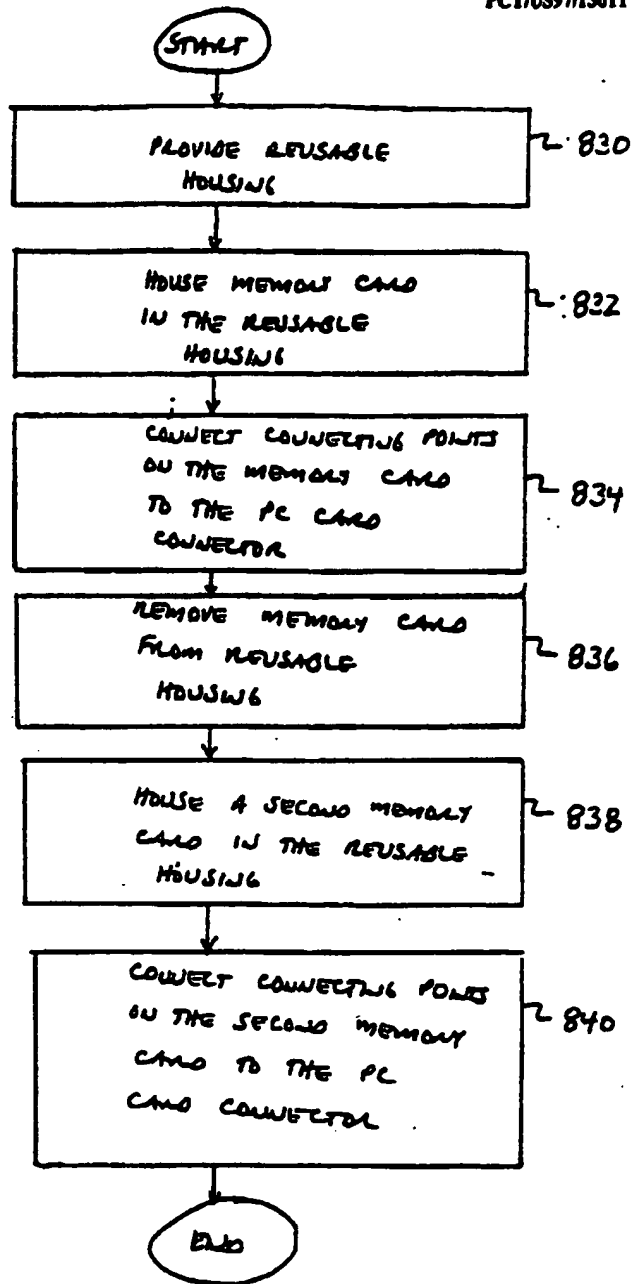 START
PROVIDE REUSABLE
HOUSING
830
HOUSE MEMORY CARD
IN THE REUSABLE
HOUSING
832
CONNECT CONNECTING POINTS
ON THE MEMORY CARD
TO THE PC CARD
CONNECTOR
834
REMOVE MEMORY CARD
FROM REUSABLE
HOUSING
836
HOUSE A SECOND MEMORY
CARD IN THE REUSABLE
HOUSING
838
CONNECT CONNECTING POINTS
ON THE SECOND MEMORY
CARD TO THE PC
CARD CONNECTOR
840
END